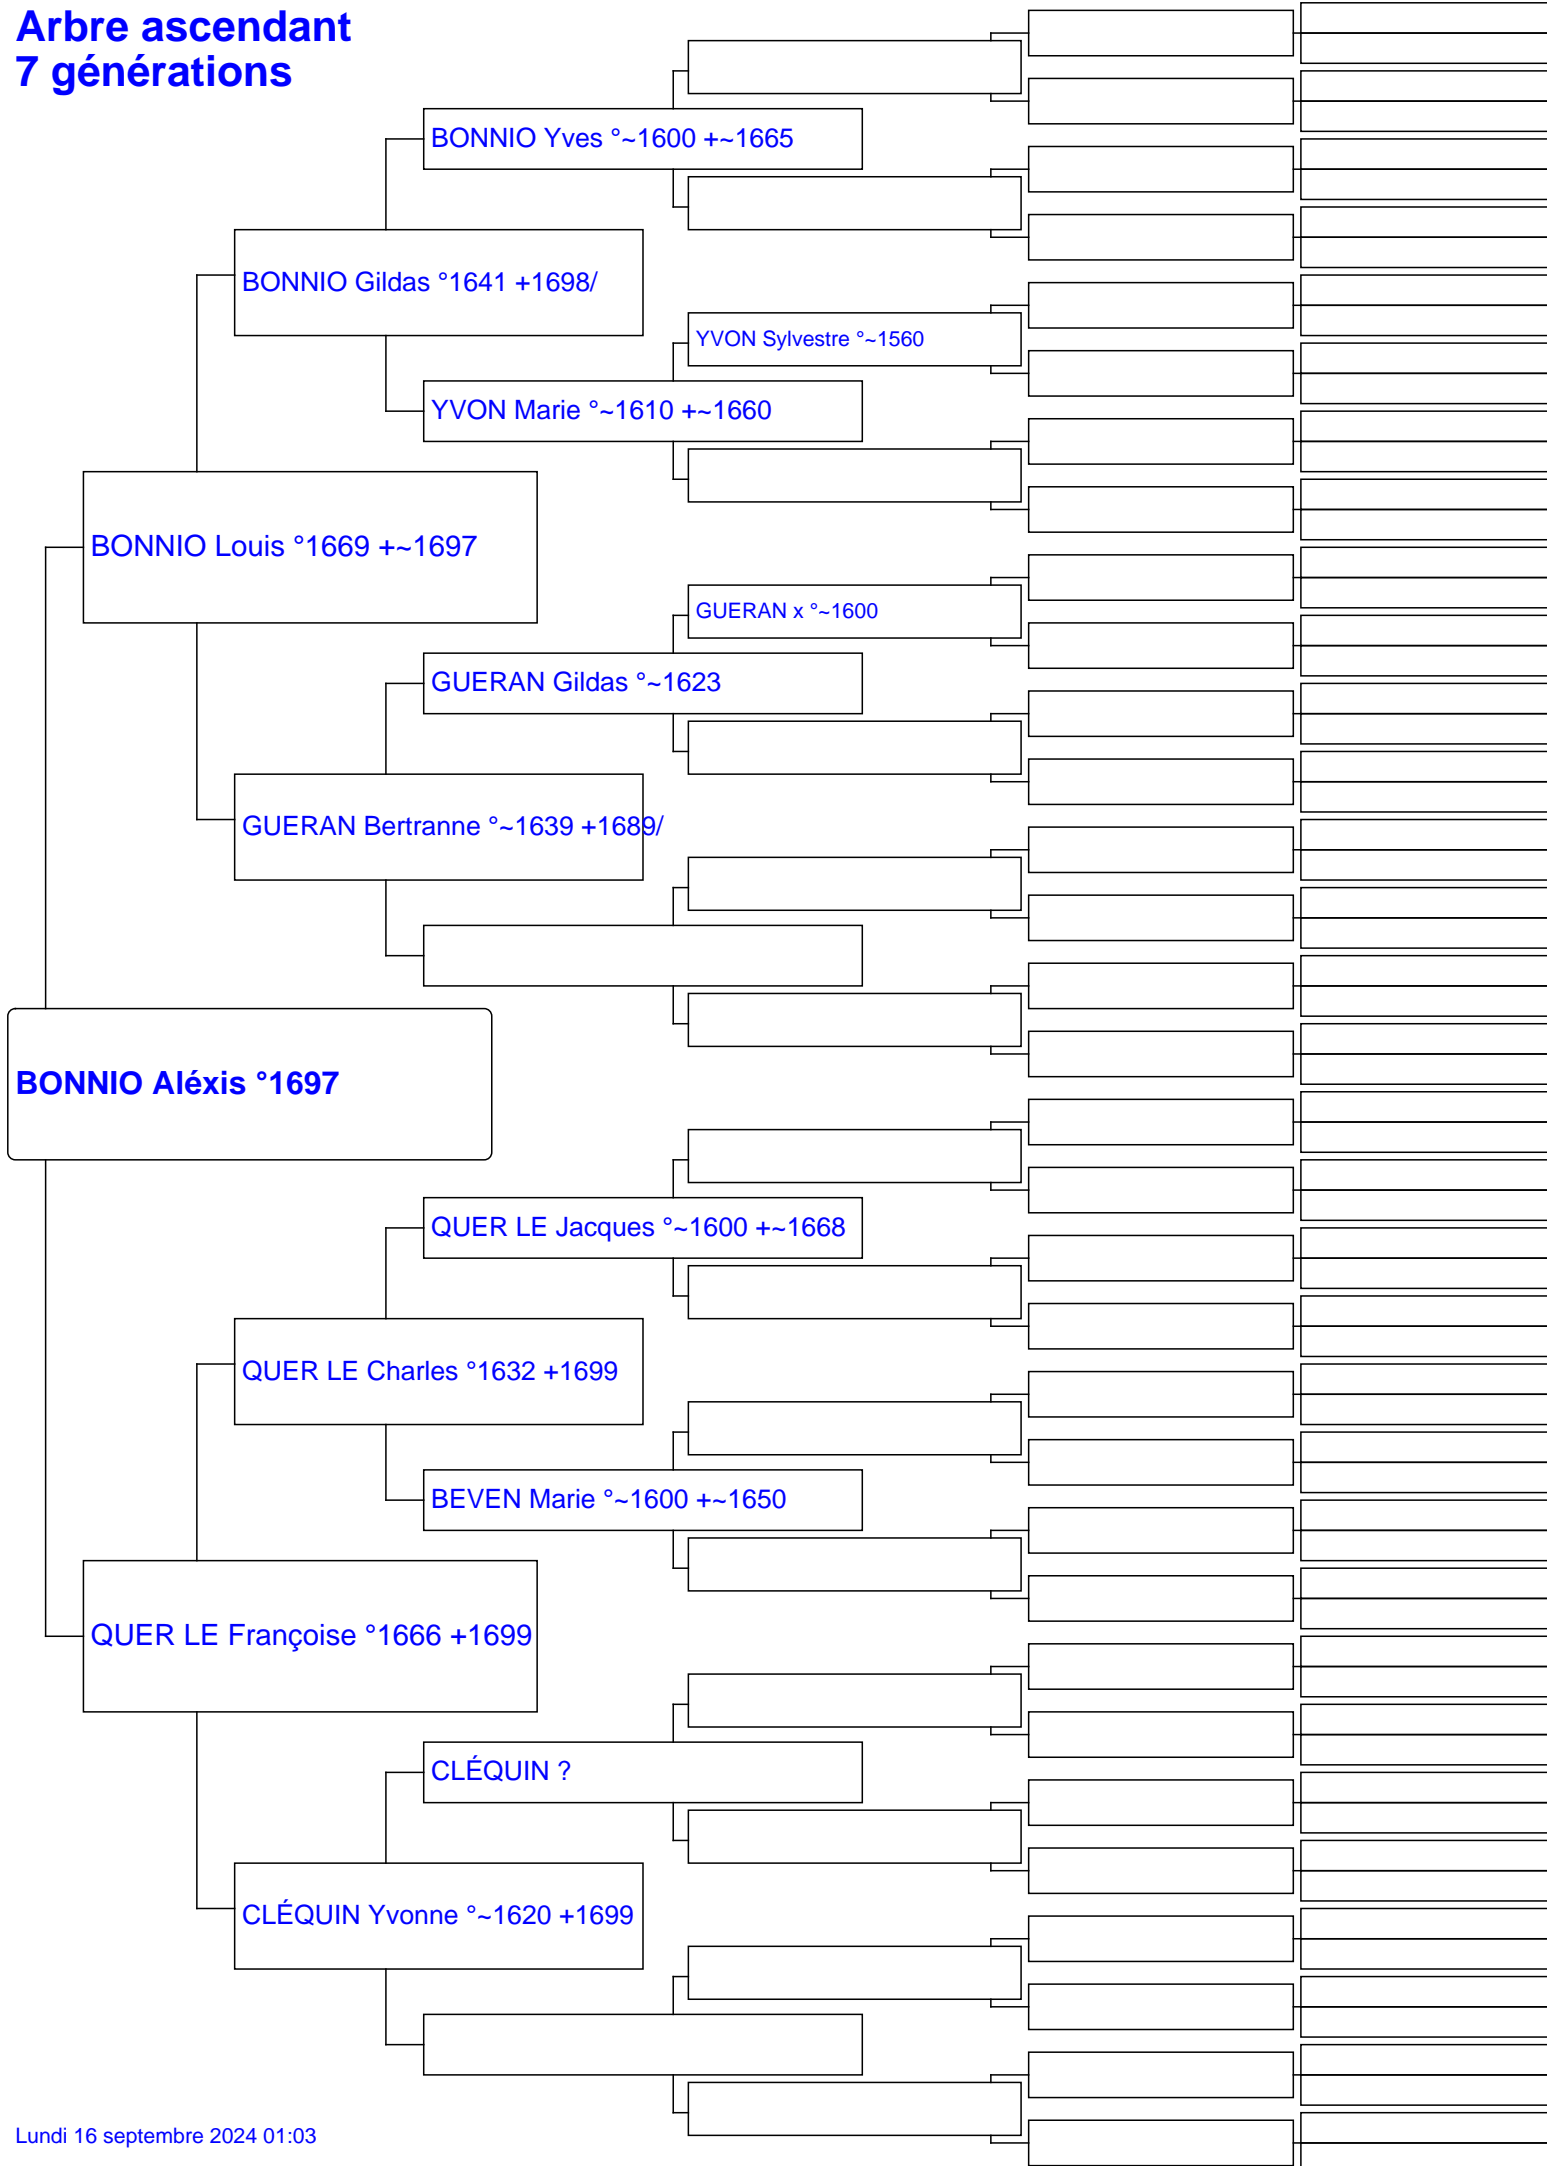 Arbre ascendant
7 générations
BONNIO Yves °~1600 +~1665
BONNIO Gildas °1641 +1698/
YVON Sylvestre °~1560
YVON Marie °~1610 +~1660
BONNIO Louis °1669 +~1697
GUERAN x °~1600
GUERAN Gildas °~1623
GUERAN Bertranne °~1639 +1689/
BONNIO Aléxis °1697
QUER LE Jacques °~1600 +~1668
QUER LE Charles °1632 +1699
BEVEN Marie °~1600 +~1650
QUER LE Françoise °1666 +1699
CLÉQUIN ?
CLÉQUIN Yvonne °~1620 +1699
Lundi 16 septembre 2024 01:03